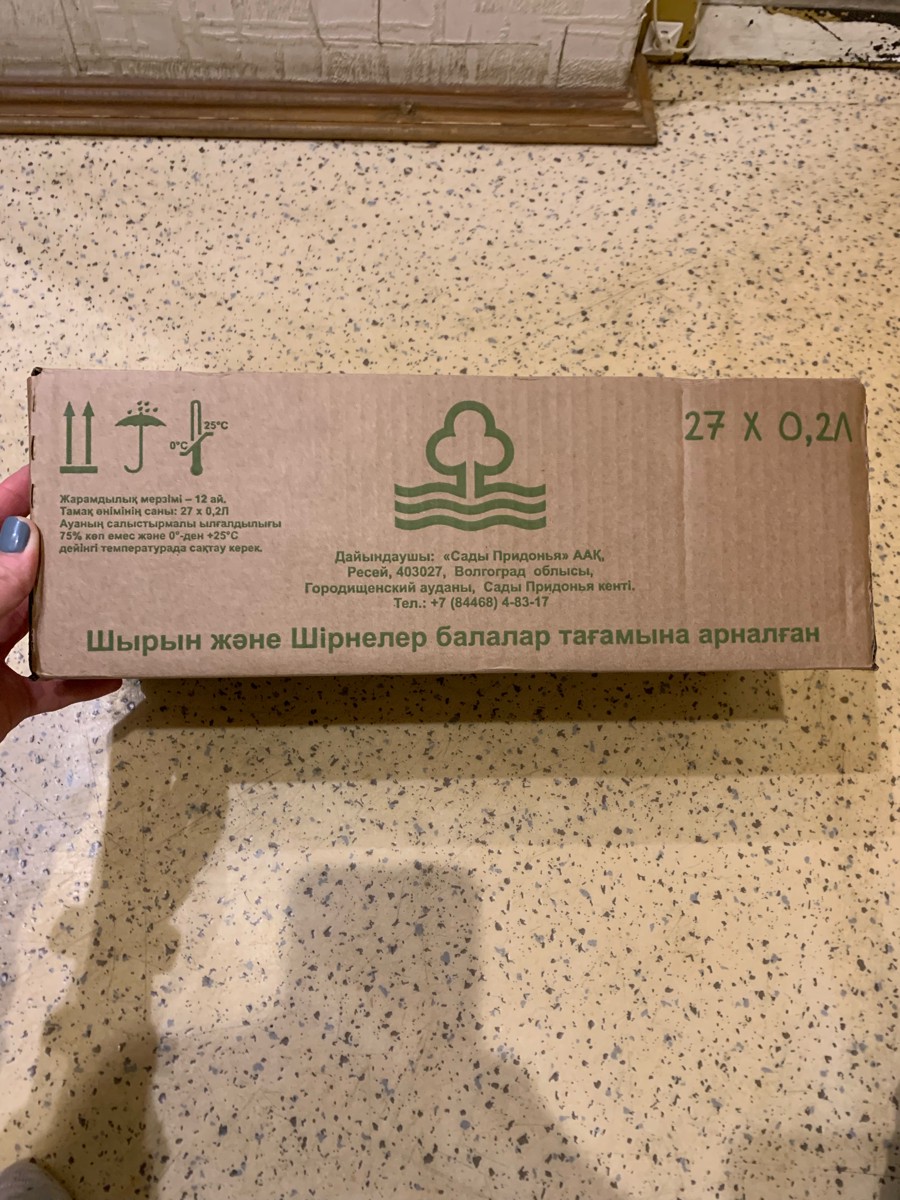 25°C
0°C
27 X 0,2Л
Жарамдылық мерзімі – 12 ай.
Тамақ өнімінің саны: 27 х 0,2Л
Ауаның салыстырмалы ылғалдылығы
75% көп емес және 0°-ден +25°С
дейінгі температурада сақтау керек.
Дайындаушы: «Сады Придонья» ААҚ,
Ресей, 403027, Волгоград облысы,
Городищенский ауданы, Сады Придонья кенті.
Тел.: +7 (84468) 4-83-17
Шырын және Шірнелер балалар тағамына арналған